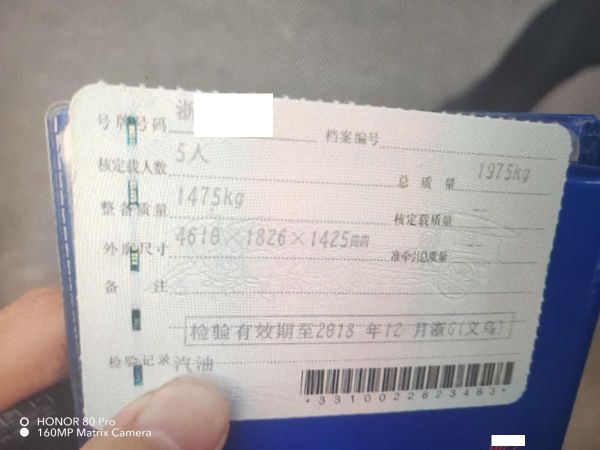 号牌号码 浙 档案编号
核定载人数 5人 总质量 1975kg
整备质量 1475kg 核定载质量 --
外廓尺寸 4610×1826×1425mm 准牵引总质量 --
备注
检验有效期至2018年12月浙G(义乌)
检验记录 汽油
*3310022623483*
HONOR 80 Pro
160MP Matrix Camera